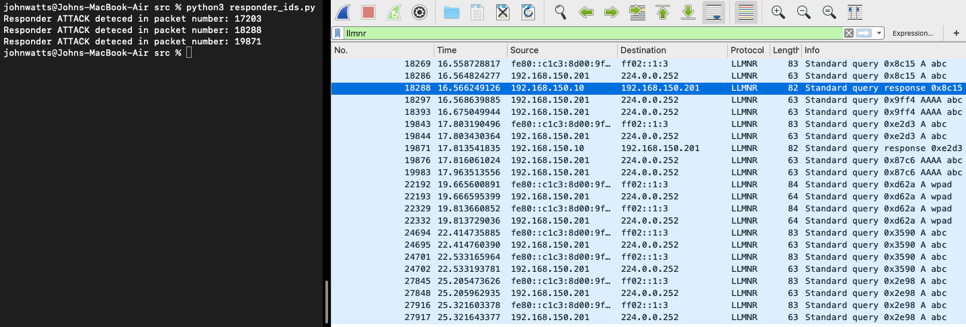 johnwatts@Johns-MacBook-Air src % python3 responder_ids.py
Responder ATTACK deteced in packet number: 17203
Responder ATTACK deteced in packet number: 18288
Responder ATTACK deteced in packet number: 19871
johnwatts@Johns-MacBook-Air src %
llmnr Expression... +
No. Time Source Destination Protocol Length Info
18269 16.558728817 fe80::c1c3:8d00:9f… ff02::1:3 LLMNR 83 Standard query 0x8c15 A abc
18286 16.564824277 192.168.150.201 224.0.0.252 LLMNR 63 Standard query 0x8c15 A abc
18288 16.566249126 192.168.150.10 192.168.150.201 LLMNR 82 Standard query response 0x8c15
18297 16.568639885 192.168.150.201 224.0.0.252 LLMNR 63 Standard query 0x9ff4 AAAA abc
18393 16.675049944 192.168.150.201 224.0.0.252 LLMNR 63 Standard query 0x9ff4 AAAA abc
19843 17.803190496 fe80::c1c3:8d00:9f… ff02::1:3 LLMNR 83 Standard query 0xe2d3 A abc
19844 17.803430364 192.168.150.201 224.0.0.252 LLMNR 63 Standard query 0xe2d3 A abc
19871 17.813541835 192.168.150.10 192.168.150.201 LLMNR 82 Standard query response 0xe2d3
19876 17.816061024 192.168.150.201 224.0.0.252 LLMNR 63 Standard query 0x87c6 AAAA abc
19983 17.963513556 192.168.150.201 224.0.0.252 LLMNR 63 Standard query 0x87c6 AAAA abc
22192 19.665600891 fe80::c1c3:8d00:9f… ff02::1:3 LLMNR 84 Standard query 0xd62a A wpad
22193 19.666595399 192.168.150.201 224.0.0.252 LLMNR 64 Standard query 0xd62a A wpad
22329 19.813660852 fe80::c1c3:8d00:9f… ff02::1:3 LLMNR 84 Standard query 0xd62a A wpad
22332 19.813729036 192.168.150.201 224.0.0.252 LLMNR 64 Standard query 0xd62a A wpad
24694 22.414735885 fe80::c1c3:8d00:9f… ff02::1:3 LLMNR 83 Standard query 0x3590 A abc
24695 22.414760390 192.168.150.201 224.0.0.252 LLMNR 63 Standard query 0x3590 A abc
24701 22.533165964 fe80::c1c3:8d00:9f… ff02::1:3 LLMNR 83 Standard query 0x3590 A abc
24702 22.533193781 192.168.150.201 224.0.0.252 LLMNR 63 Standard query 0x3590 A abc
27845 25.205473626 fe80::c1c3:8d00:9f… ff02::1:3 LLMNR 83 Standard query 0x2e98 A abc
27848 25.205962935 192.168.150.201 224.0.0.252 LLMNR 63 Standard query 0x2e98 A abc
27916 25.321603378 fe80::c1c3:8d00:9f… ff02::1:3 LLMNR 83 Standard query 0x2e98 A abc
27917 25.321643377 192.168.150.201 224.0.0.252 LLMNR 63 Standard query 0x2e98 A abc